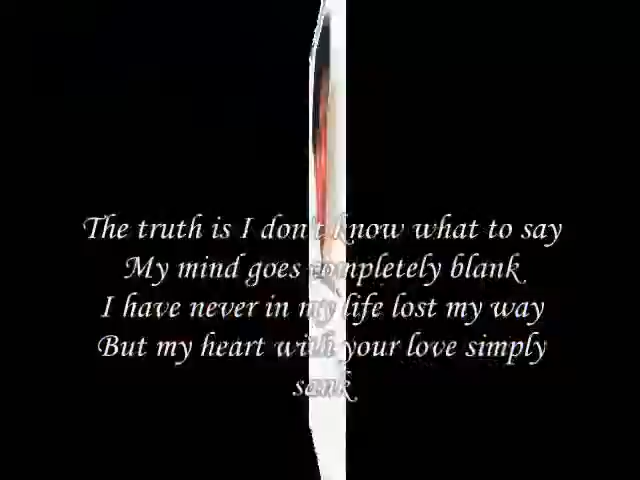 The truth is I don't know what to say
My mind goes completely blank
I have never in my life lost my way
But my heart with your love simply
sank